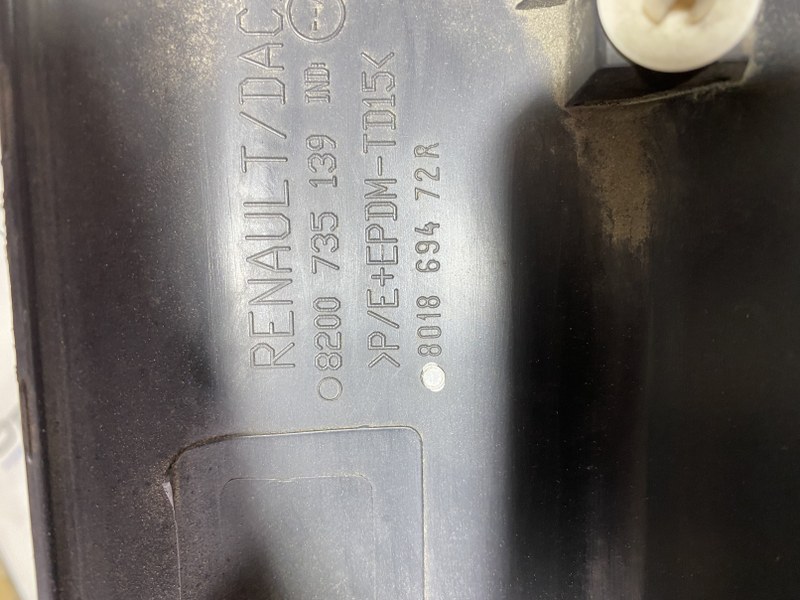 RENAULT/DAC
8200 735 139 IND:
>P/E+EPDM-TD15<
8018 694 72R